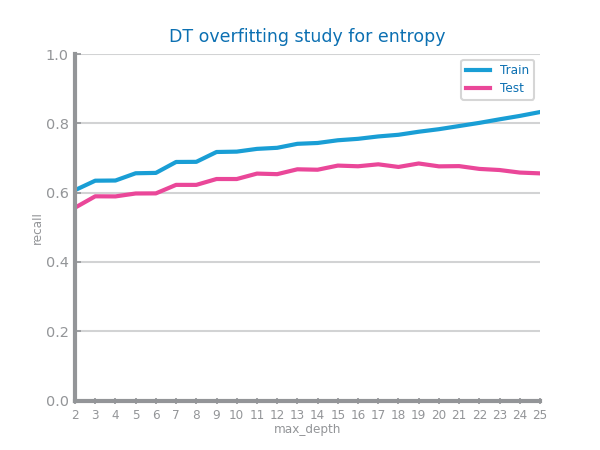 DT overfitting study for entropy
1.0
0.8
0.6
0.4
0.2
0.0
recall
Train
Test
2 3 4 5 6 7 8 9 10 11 12 13 14 15 16 17 18 19 20 21 22 23 24 25
max_depth